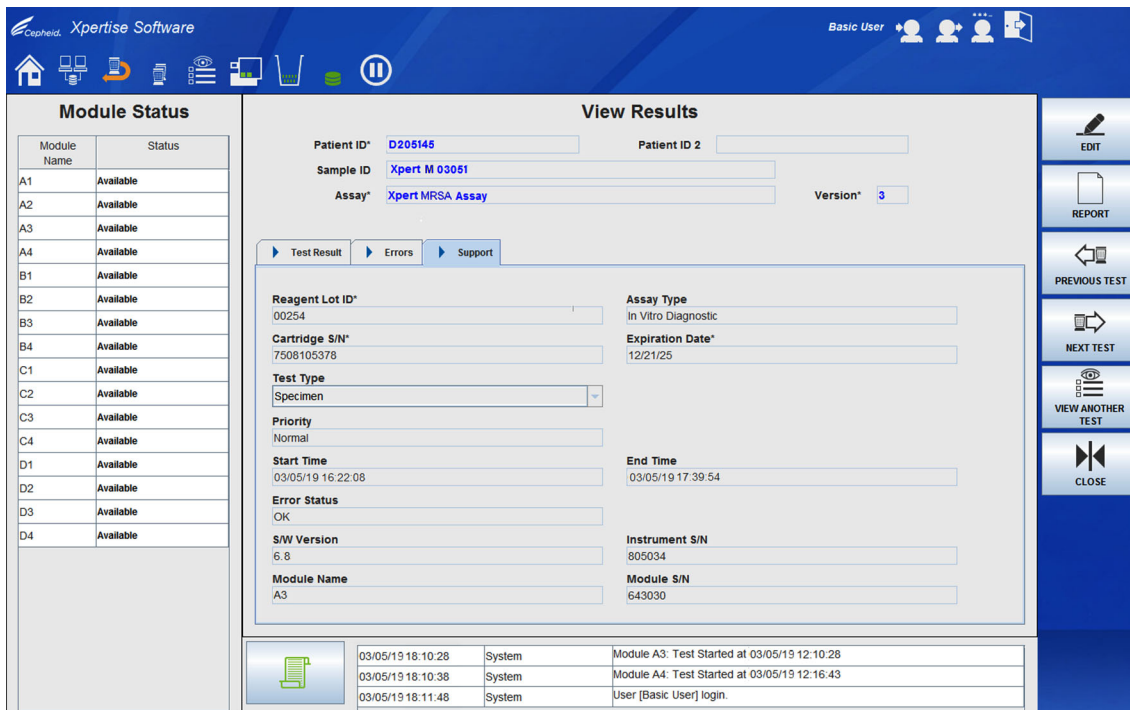 Cepheid. Xpertise Software
Basic User
Module Status
Module Name Status
A1 Available
A2 Available
A3 Available
A4 Available
B1 Available
B2 Available
B3 Available
B4 Available
C1 Available
C2 Available
C3 Available
C4 Available
D1 Available
D2 Available
D3 Available
D4 Available
View Results
Patient ID* D205145 Patient ID 2
Sample ID Xpert M 03051
Assay* Xpert MRSA Assay Version* 3
Test Result Errors Support
Reagent Lot ID* Assay Type
00254 In Vitro Diagnostic
Cartridge S/N* Expiration Date*
7508105378 12/21/25
Test Type
Specimen
Priority
Normal
Start Time End Time
03/05/19 16:22:08 03/05/19 17:39:54
Error Status
OK
S/W Version Instrument S/N
6.8 805034
Module Name Module S/N
A3 643030
03/05/19 18:10:28 System Module A3: Test Started at 03/05/19 12:10:28
03/05/19 18:10:38 System Module A4: Test Started at 03/05/19 12:16:43
03/05/19 18:11:48 System User [Basic User] login.
EDIT
REPORT
PREVIOUS TEST
NEXT TEST
VIEW ANOTHER
TEST
CLOSE